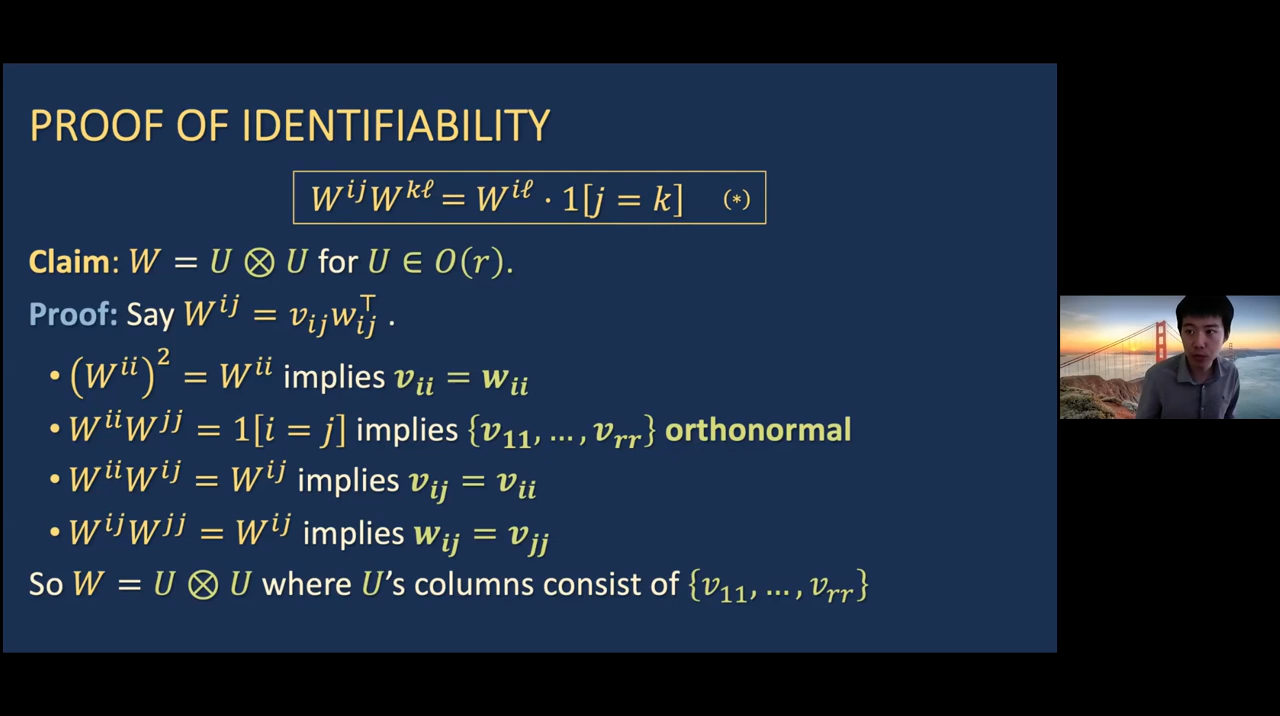 PROOF OF IDENTIFIABILITY
W^{ij}W^{kℓ} = W^{iℓ} · 1[j = k] (*)
Claim: W = U ⊗ U for U ∈ O(r).
Proof: Say W^{ij} = v_{ij}w_{ij}^⊤ .
• (W^{ii})^2 = W^{ii} implies v_{ii} = w_{ii}
• W^{ii}W^{jj} = 1[i = j] implies {v_{11}, … , v_{rr}} orthonormal
• W^{ii}W^{ij} = W^{ij} implies v_{ij} = v_{ii}
• W^{ij}W^{jj} = W^{ij} implies w_{ij} = v_{jj}
So W = U ⊗ U where U's columns consist of {v_{11}, … , v_{rr}}